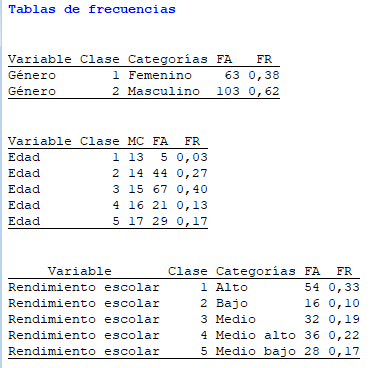 Tablas de frecuencias
Variable Clase Categorías FA FR
Género 1 Femenino 63 0,38
Género 2 Masculino 103 0,62
Variable Clase MC FA FR
Edad 1 13 5 0,03
Edad 2 14 44 0,27
Edad 3 15 67 0,40
Edad 4 16 21 0,13
Edad 5 17 29 0,17
Variable Clase Categorías FA FR
Rendimiento escolar 1 Alto 54 0,33
Rendimiento escolar 2 Bajo 16 0,10
Rendimiento escolar 3 Medio 32 0,19
Rendimiento escolar 4 Medio alto 36 0,22
Rendimiento escolar 5 Medio bajo 28 0,17